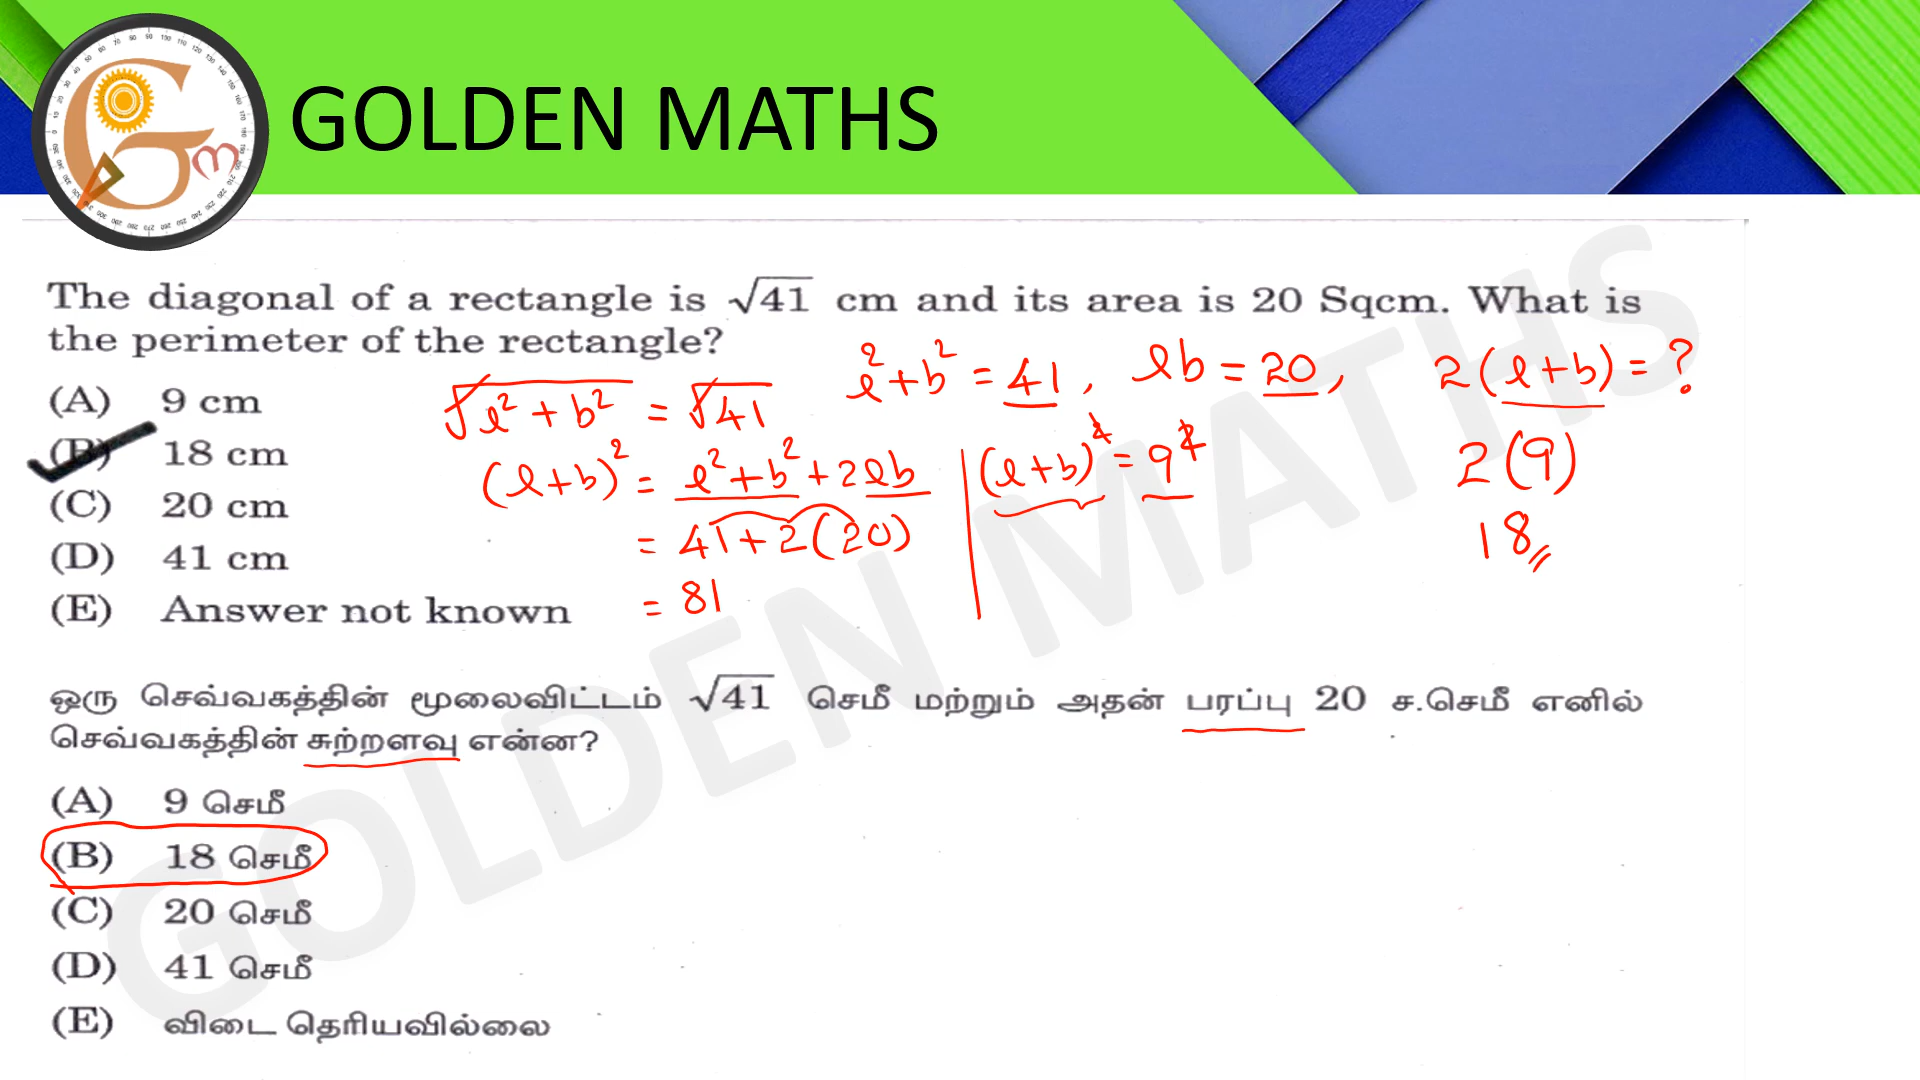 GOLDEN MATHS
The diagonal of a rectangle is √41 cm and its area is 20 Sqcm. What is
the perimeter of the rectangle?
(A) 9 cm
(B) 18 cm
(C) 20 cm
(D) 41 cm
(E) Answer not known
√(l² + b²) = √41
l² + b² = 41, lb = 20, 2(l+b) = ?
(l+b)² = l² + b² + 2lb
= 41 + 2(20)
= 81
(l+b)² = 9²
2(9)
18
ஒரு செவ்வகத்தின் மூலைவிட்டம் √41 செமீ மற்றும் அதன் பரப்பு 20 ச.செமீ எனில்
செவ்வகத்தின் சுற்றளவு என்ன?
(A) 9 செமீ
(B) 18 செமீ
(C) 20 செமீ
(D) 41 செமீ
(E) விடை தெரியவில்லை
GOLDEN MATHS